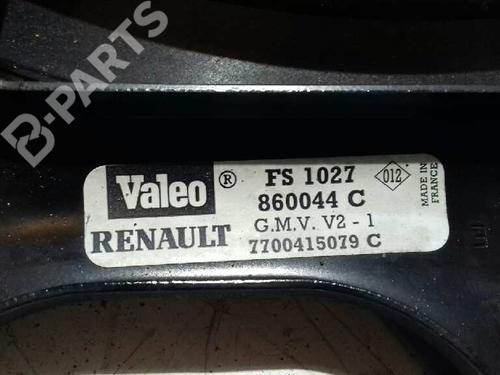 B-PARTS
Valeo ® FS 1027
860044 C
G.M.V. V2 - 1
RENAULT 7700415079 C
012
MADE IN
FRANCE